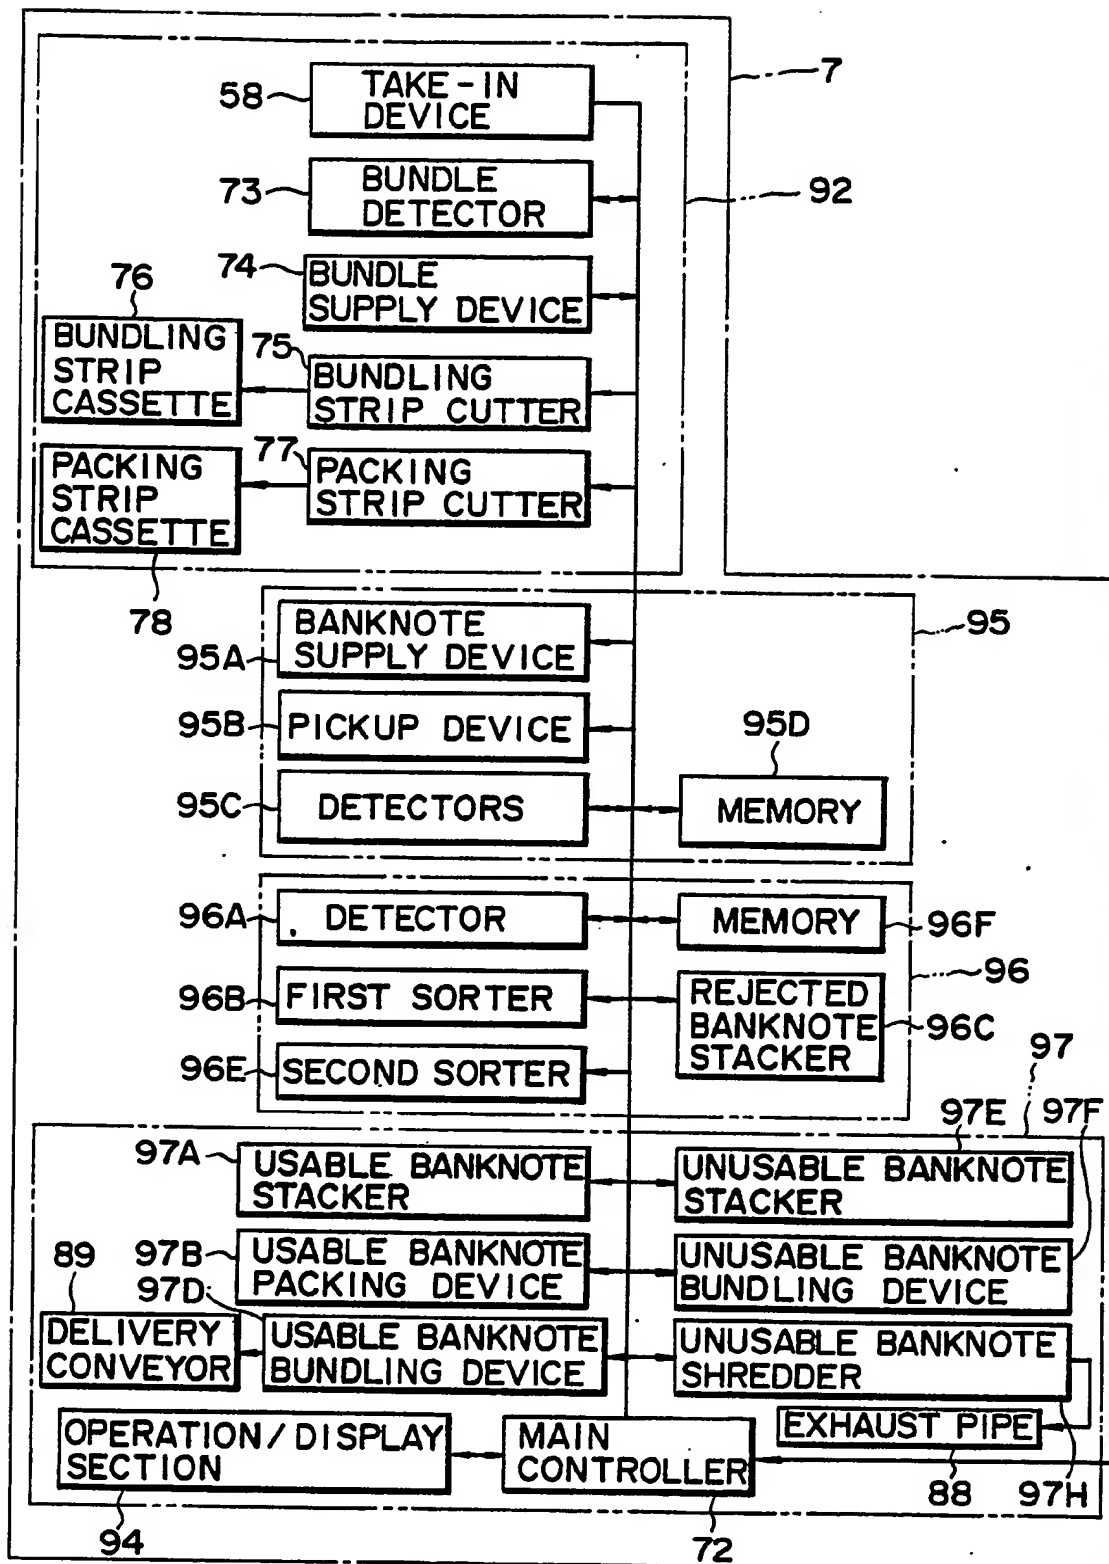 7
58
TAKE-IN
DEVICE
73
BUNDLE
DETECTOR
92
74
BUNDLE
SUPPLY DEVICE
76
BUNDLING
STRIP
CASSETTE
75
BUNDLING
STRIP CUTTER
77
PACKING
STRIP CUTTER
PACKING
STRIP
CASSETTE
78
95
95A
BANKNOTE
SUPPLY DEVICE
95B
PICKUP DEVICE
95C
DETECTORS
95D
MEMORY
96A
DETECTOR
MEMORY
96F
96
96B
FIRST SORTER
REJECTED
BANKNOTE
STACKER
96C
96E
SECOND SORTER
97
97A
USABLE BANKNOTE
STACKER
97E
UNUSABLE BANKNOTE
STACKER
97F
97B
USABLE BANKNOTE
PACKING DEVICE
UNUSABLE BANKNOTE
BUNDLING DEVICE
89
DELIVERY
CONVEYOR
97D
USABLE BANKNOTE
BUNDLING DEVICE
UNUSABLE BANKNOTE
SHREDDER
EXHAUST PIPE
88
97H
OPERATION/DISPLAY
SECTION
94
MAIN
CONTROLLER
72